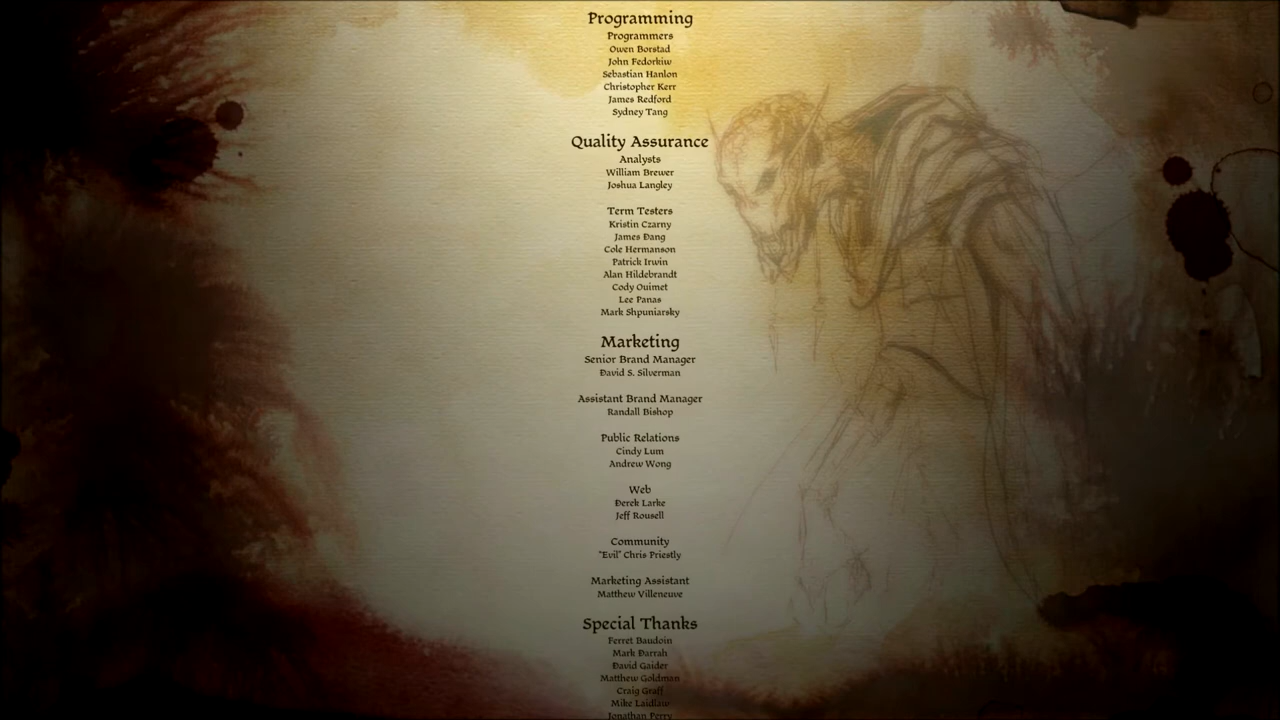 Programming
Programmers
Owen Borstad
John Fedorkiw
Sebastian Hanlon
Christopher Kerr
James Redford
Sydney Tang
Quality Assurance
Analysts
William Brewer
Joshua Langley
Term Testers
Kristin Czarny
James Dang
Cole Hermanson
Patrick Irwin
Alan Hildebrandt
Cody Ouimet
Lee Panas
Mark Shpuniarsky
Marketing
Senior Brand Manager
David S. Silverman
Assistant Brand Manager
Randall Bishop
Public Relations
Cindy Lum
Andrew Wong
Web
Derek Larke
Jeff Rousell
Community
"Evil" Chris Priestly
Marketing Assistant
Matthew Villeneuve
Special Thanks
Ferret Baudoin
Mark Darrah
David Gaider
Matthew Goldman
Craig Graff
Mike Laidlaw
Jonathan Perry